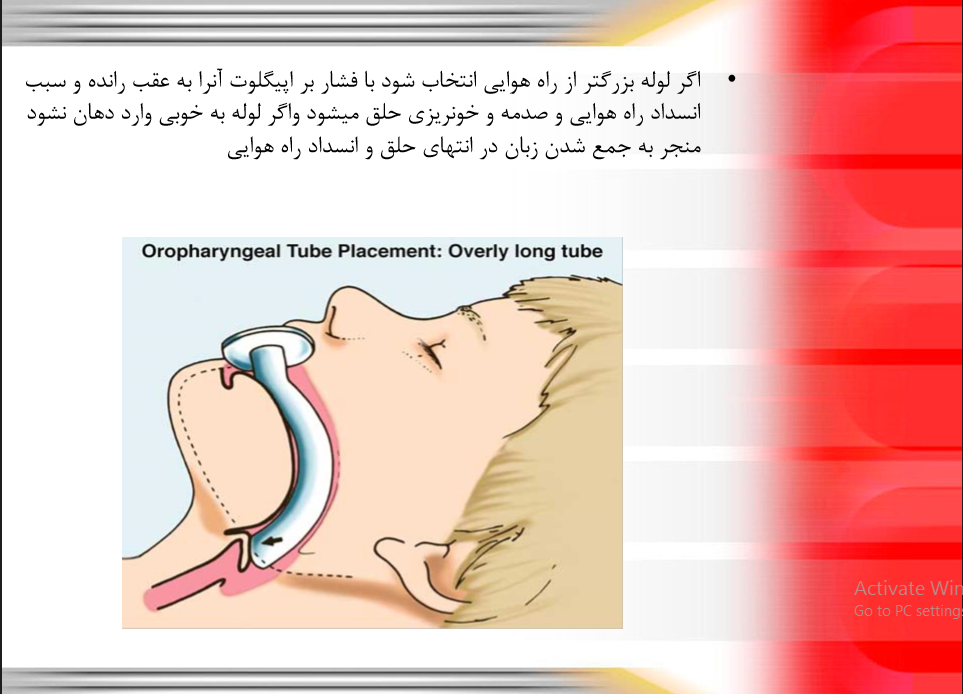 • اگر لوله بزرگتر از راه هوایی انتخاب شود با فشار بر اپیگلوت آنرا به عقب رانده و سبب
انسداد راه هوایی و صدمه و خونریزی حلق میشود واگر لوله به خوبی وارد دهان نشود
منجر به جمع شدن زبان در انتهای حلق و انسداد راه هوایی
Oropharyngeal Tube Placement: Overly long tube
Activate Win
Go to PC settings